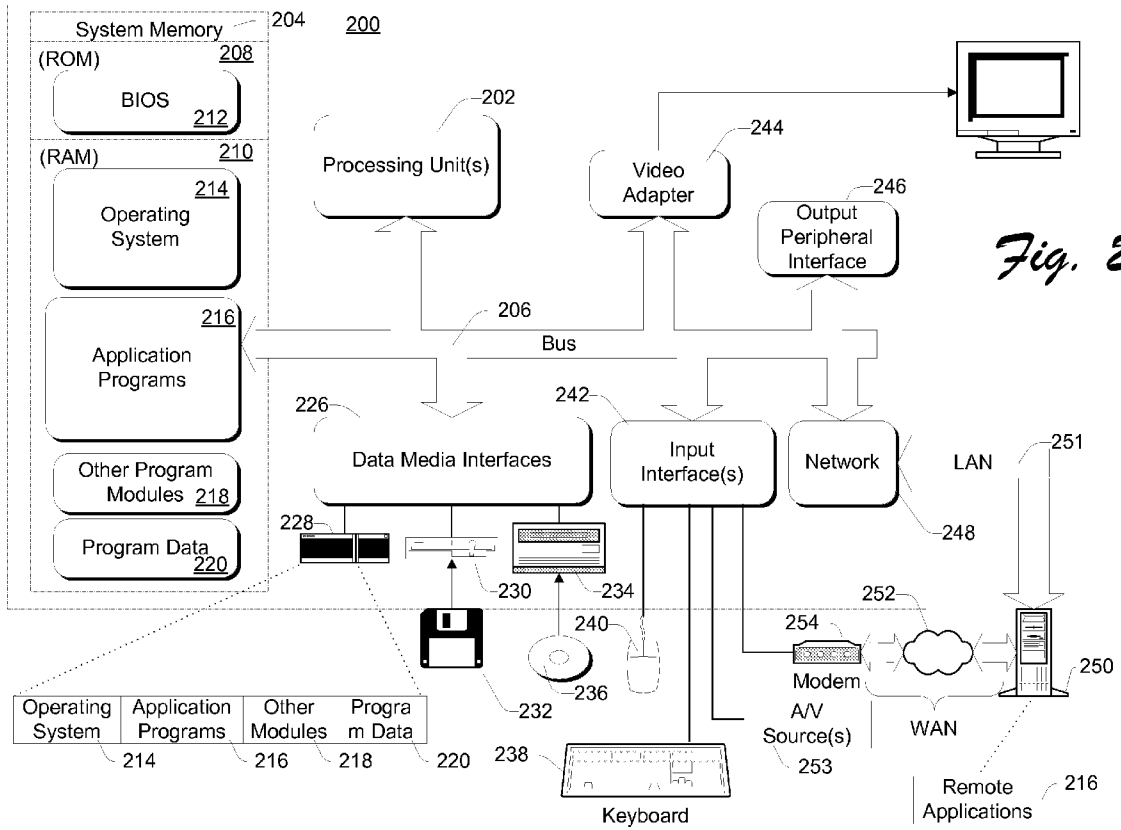 System Memory
204
200
(ROM)
208
BIOS
212
(RAM)
210
214
Operating
System
216
Application
Programs
Other Program
Modules
218
Program Data
220
202
Processing Unit(s)
244
Video
Adapter
246
Output
Peripheral
Interface
Fig.
206
Bus
226
Data Media Interfaces
242
Input
Interface(s)
Network
248
LAN
251
228
230
234
232
236
240
254
Modem
252
250
WAN
A/V
Source(s)
253
238
Keyboard
Operating
System
Application
Programs
Other
Modules
Progra
m Data
214
216
218
220
Remote
Applications
216